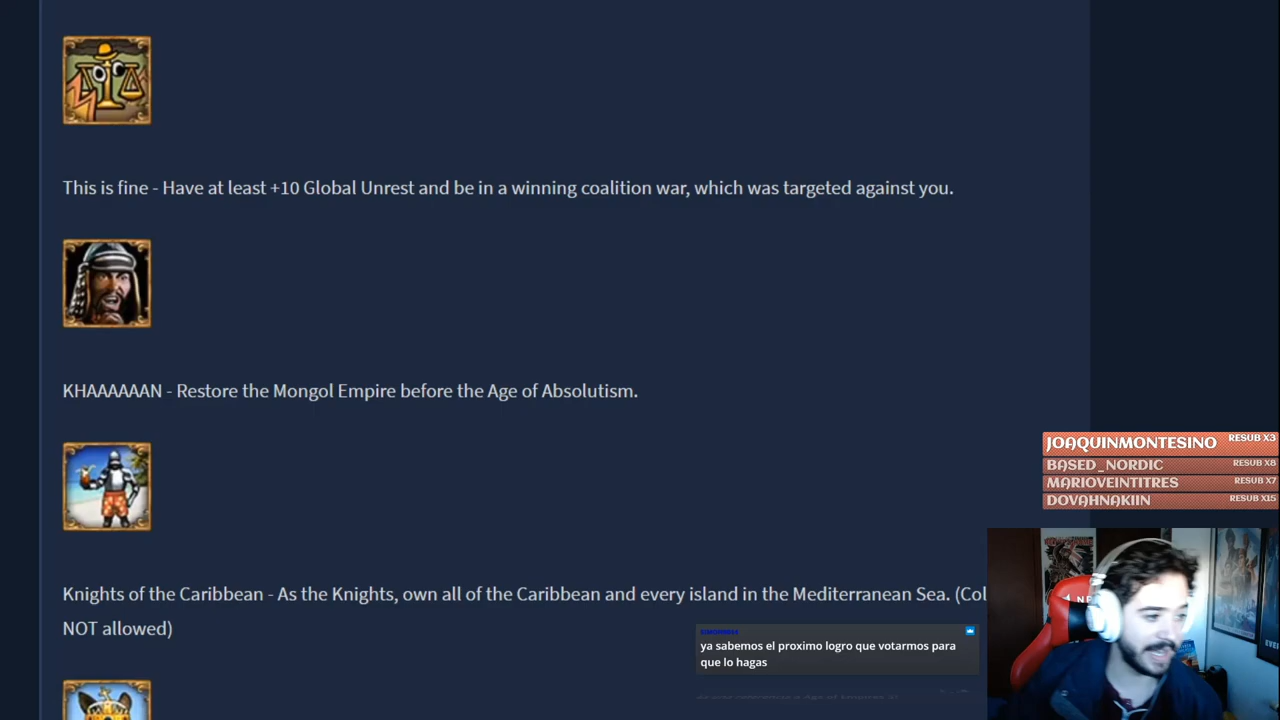 This is fine - Have at least +10 Global Unrest and be in a winning coalition war, which was targeted against you.
KHAAAAAAN - Restore the Mongol Empire before the Age of Absolutism.
JOAQUINMONTESINO RESUB X3
BASED_NORDIC RESUB X8
MARIOVEINTITRES RESUB X7
DOVAHNAKIIN RESUB X15
Knights of the Caribbean - As the Knights, own all of the Caribbean and every island in the Mediterranean Sea. (Col
NOT allowed)
ya sabemos el proximo logro que votarmos para
que lo hagas